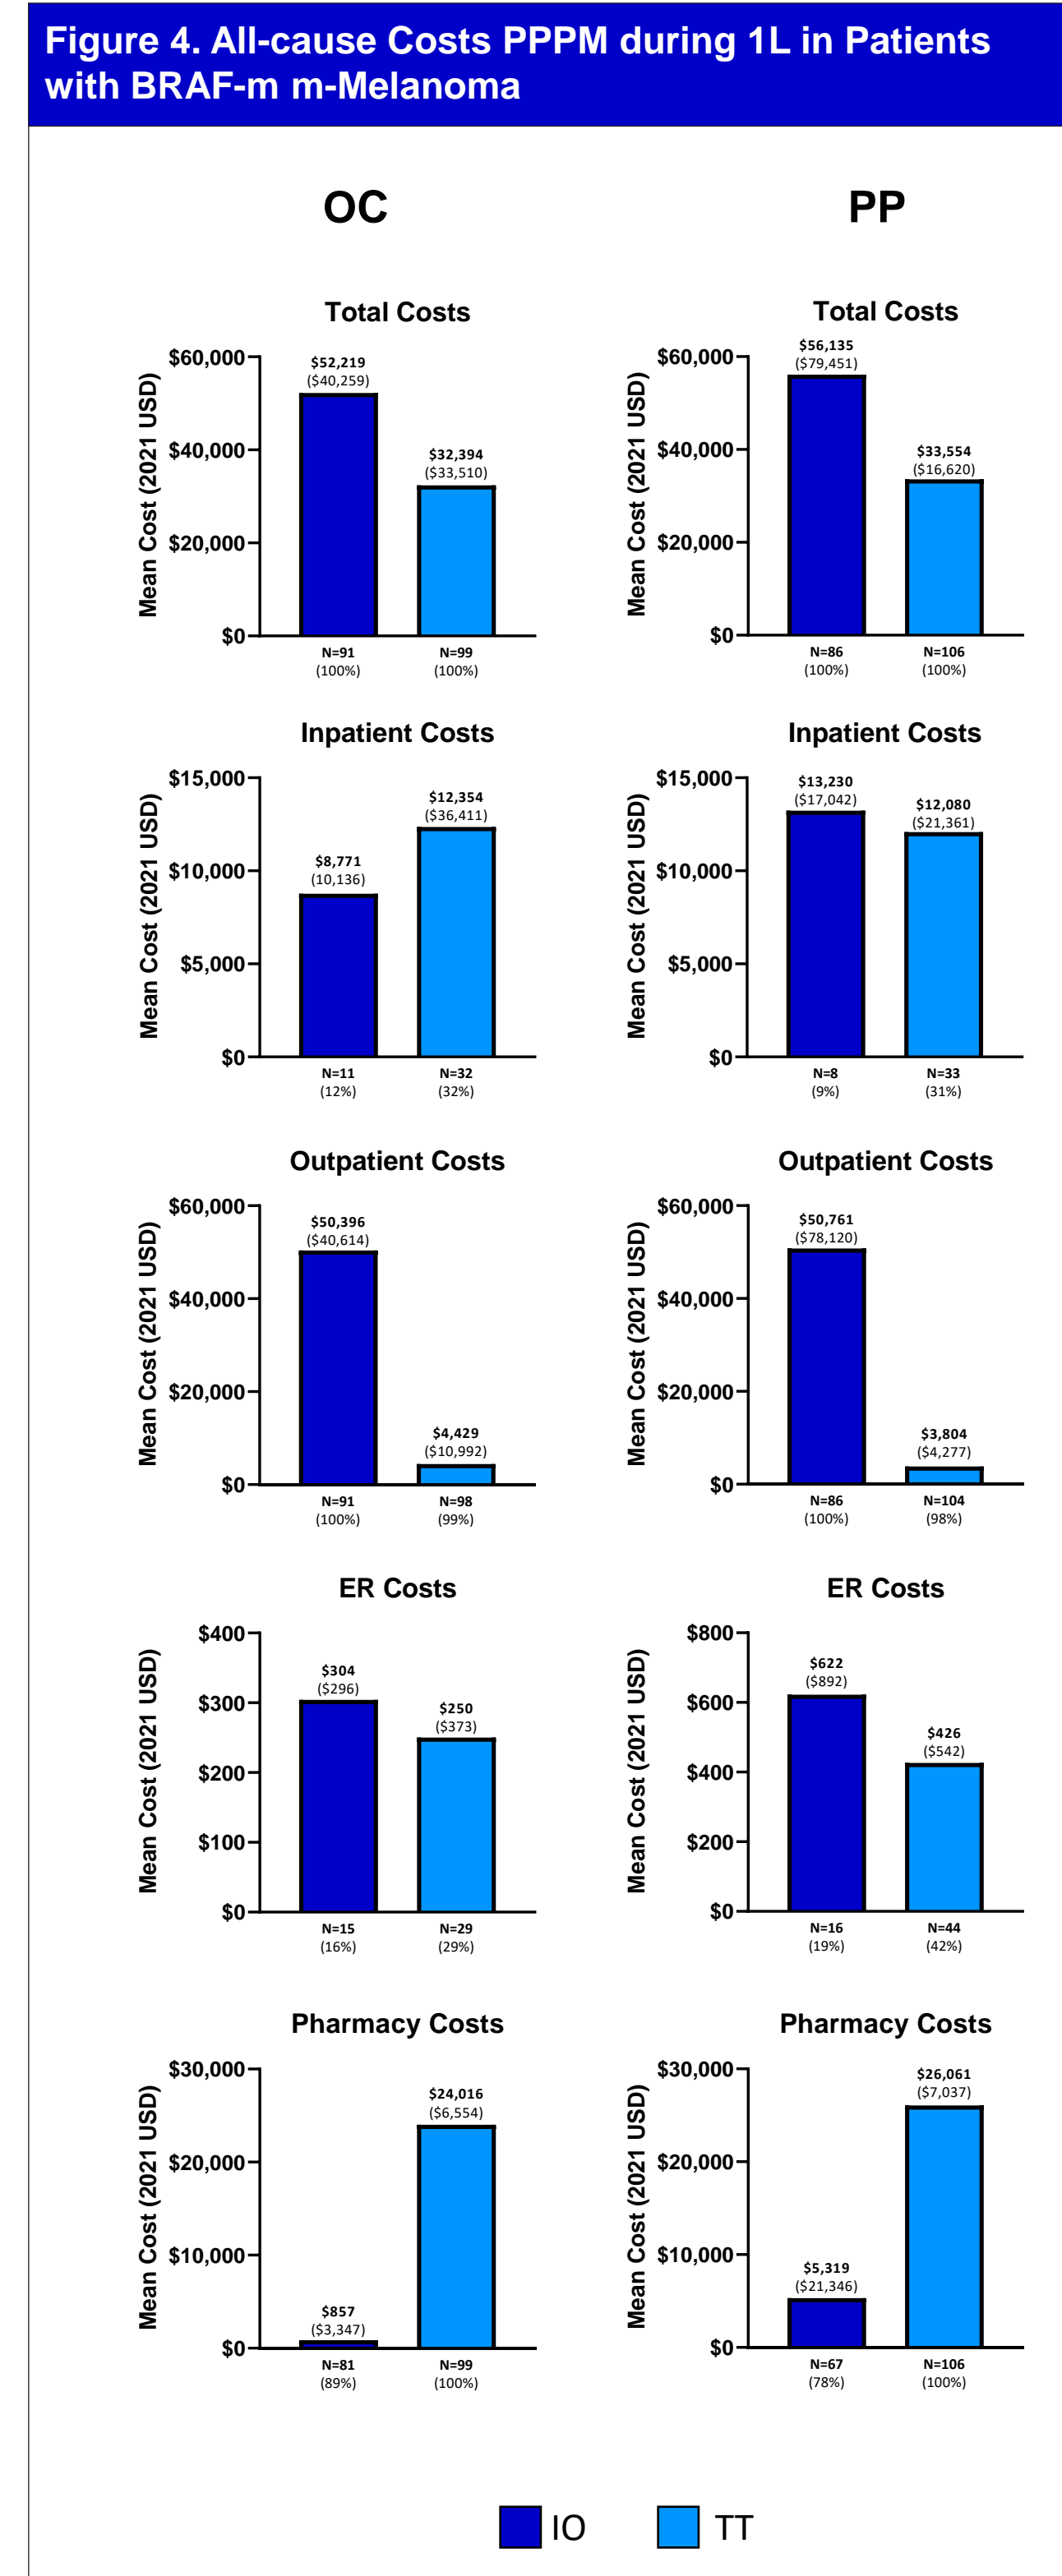 Figure 4. All-cause Costs PPPM during 1L in Patients
with BRAF-m m-Melanoma
OC
PP
Total Costs
Mean Cost (2021 USD)
$60,000
$40,000
$20,000
$0
$52,219
($40,259)
$32,394
($33,510)
N=91
(100%)
N=99
(100%)
Total Costs
Mean Cost (2021 USD)
$60,000
$40,000
$20,000
$0
$56,135
($79,451)
$33,554
($16,620)
N=86
(100%)
N=106
(100%)
Inpatient Costs
Mean Cost (2021 USD)
$15,000
$10,000
$5,000
$0
$8,771
(10,136)
$12,354
($36,411)
N=11
(12%)
N=32
(32%)
Inpatient Costs
Mean Cost (2021 USD)
$15,000
$10,000
$5,000
$0
$13,230
($17,042)
$12,080
($21,361)
N=8
(9%)
N=33
(31%)
Outpatient Costs
Mean Cost (2021 USD)
$60,000
$40,000
$20,000
$0
$50,396
($40,614)
$4,429
($10,992)
N=91
(100%)
N=98
(99%)
Outpatient Costs
Mean Cost (2021 USD)
$60,000
$40,000
$20,000
$0
$50,761
($78,120)
$3,804
($4,277)
N=86
(100%)
N=104
(98%)
ER Costs
Mean Cost (2021 USD)
$400
$300
$200
$100
$0
$304
($296)
$250
($373)
N=15
(16%)
N=29
(29%)
ER Costs
Mean Cost (2021 USD)
$800
$600
$400
$200
$0
$622
($892)
$426
($542)
N=16
(19%)
N=44
(42%)
Pharmacy Costs
Mean Cost (2021 USD)
$30,000
$20,000
$10,000
$0
$857
($3,347)
$24,016
($6,554)
N=81
(89%)
N=99
(100%)
Pharmacy Costs
Mean Cost (2021 USD)
$30,000
$20,000
$10,000
$0
$5,319
($21,346)
$26,061
($7,037)
N=67
(78%)
N=106
(100%)
IO
TT